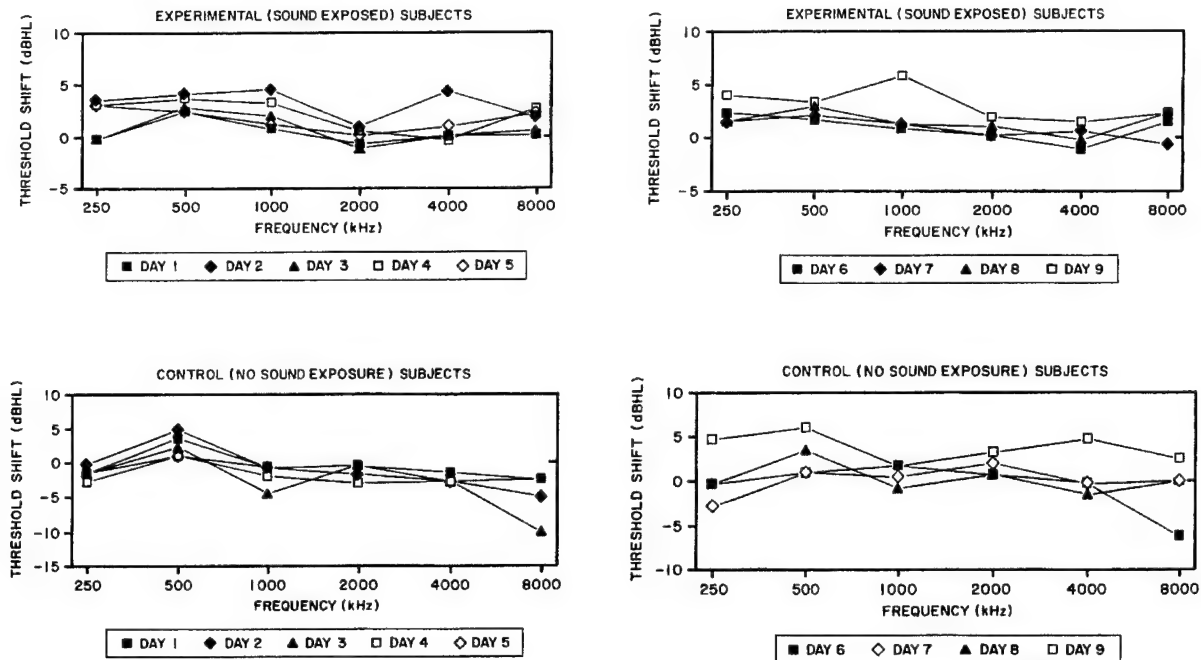 EXPERIMENTAL (SOUND EXPOSED) SUBJECTS
THRESHOLD SHIFT (dBHL)
10
5
0
-5
250 500 1000 2000 4000 8000
FREQUENCY (kHz)
DAY 1 DAY 2 DAY 3 DAY 4 DAY 5
EXPERIMENTAL (SOUND EXPOSED) SUBJECTS
THRESHOLD SHIFT (dBHL)
10
5
0
-5
250 500 1000 2000 4000 8000
FREQUENCY (kHz)
DAY 6 DAY 7 DAY 8 DAY 9
CONTROL (NO SOUND EXPOSURE) SUBJECTS
THRESHOLD SHIFT (dBHL)
10
5
0
-5
-10
-15
250 500 1000 2000 4000 8000
FREQUENCY (kHz)
DAY 1 DAY 2 DAY 3 DAY 4 DAY 5
CONTROL (NO SOUND EXPOSURE) SUBJECTS
THRESHOLD SHIFT (dBHL)
10
5
0
-5
-10
250 500 1000 2000 4000 8000
FREQUENCY (kHz)
DAY 6 DAY 7 DAY 8 DAY 9